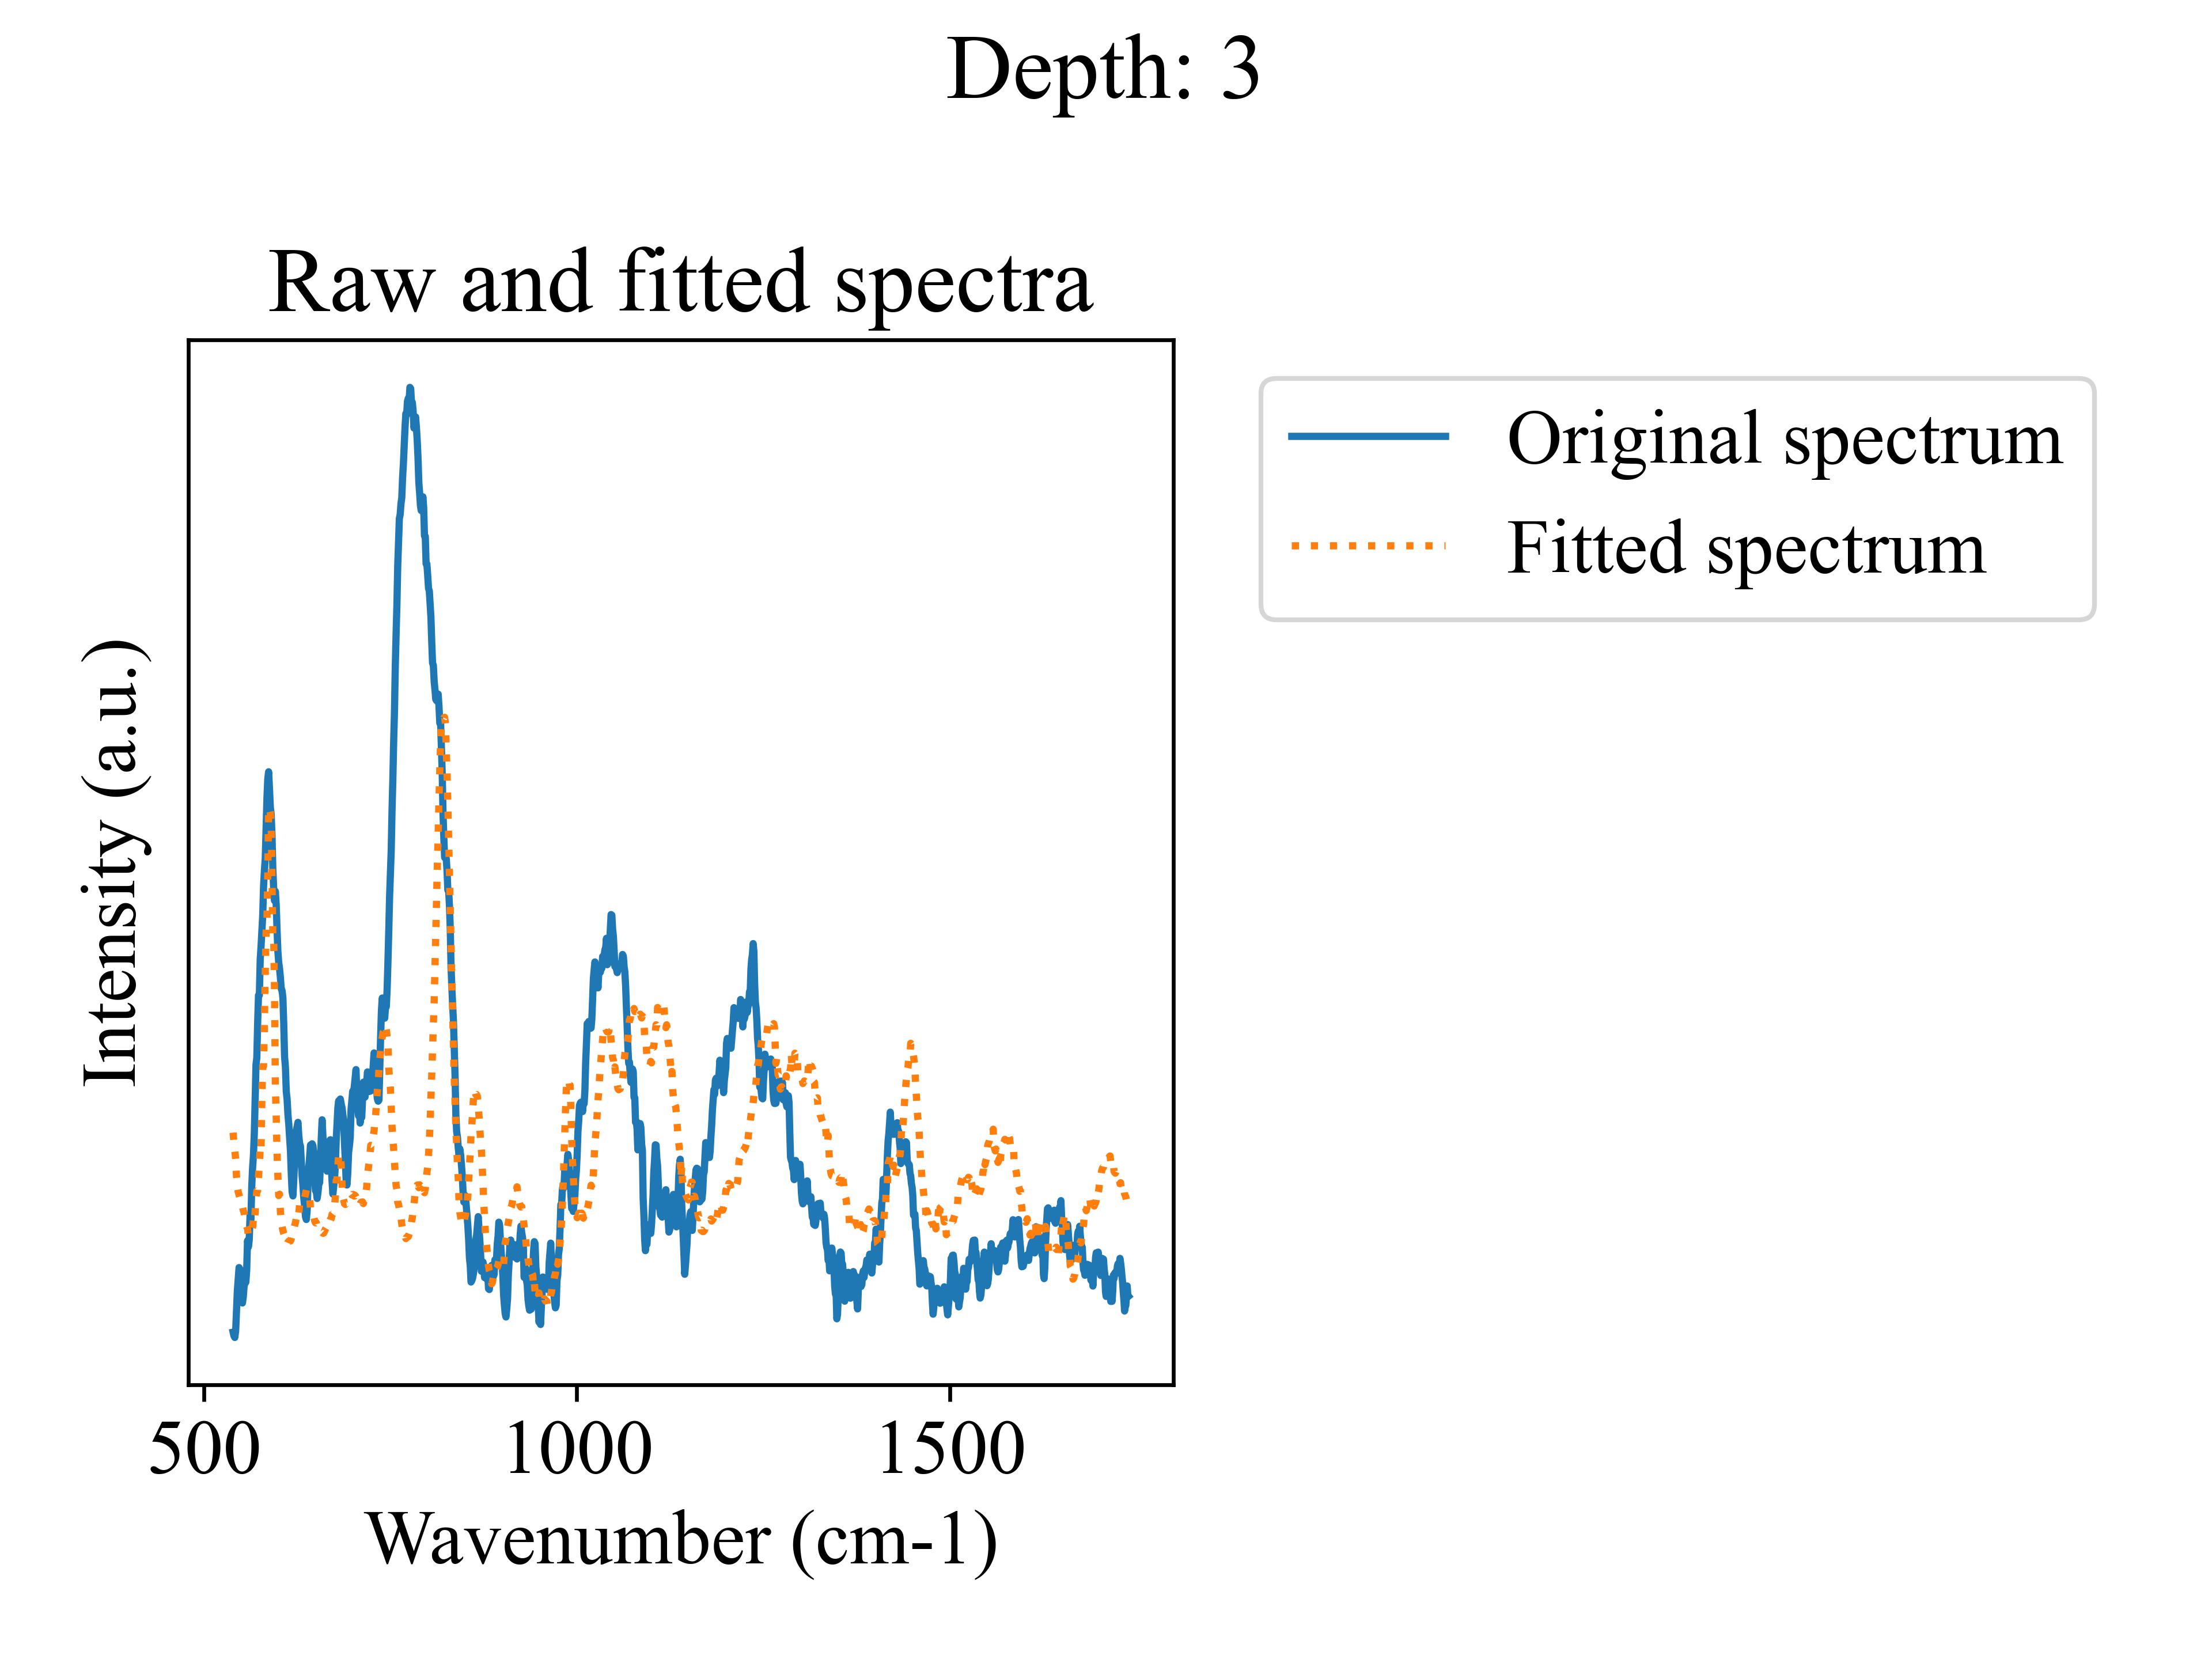 Depth: 3
Raw and fitted spectra
Original spectrum
Fitted spectrum
Intensity (a.u.)
500 1000 1500
Wavenumber (cm-1)